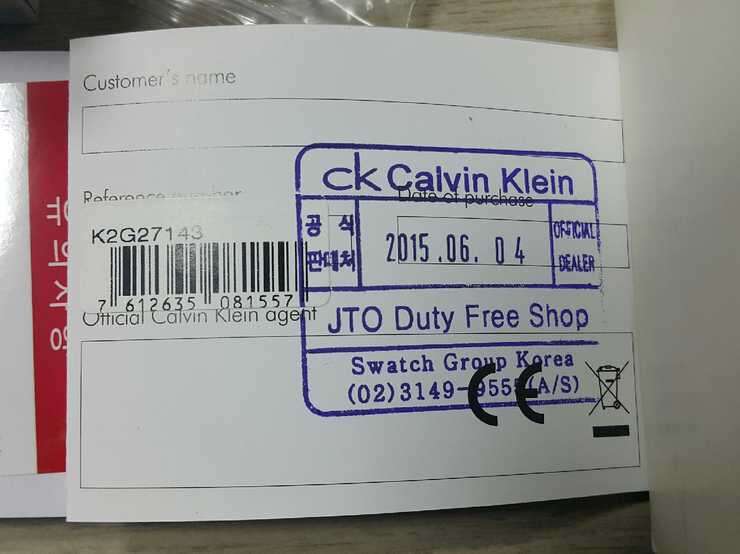 Customer's name
ck Calvin Klein
Reference number
Date of purchase
K2G27143
공식
판매처
2015.06.04
OFFICIAL
DEALER
7 612635 081557
Official Calvin Klein agent
JTO Duty Free Shop
Swatch Group Korea
(02)3149-9555(A/S)
CE